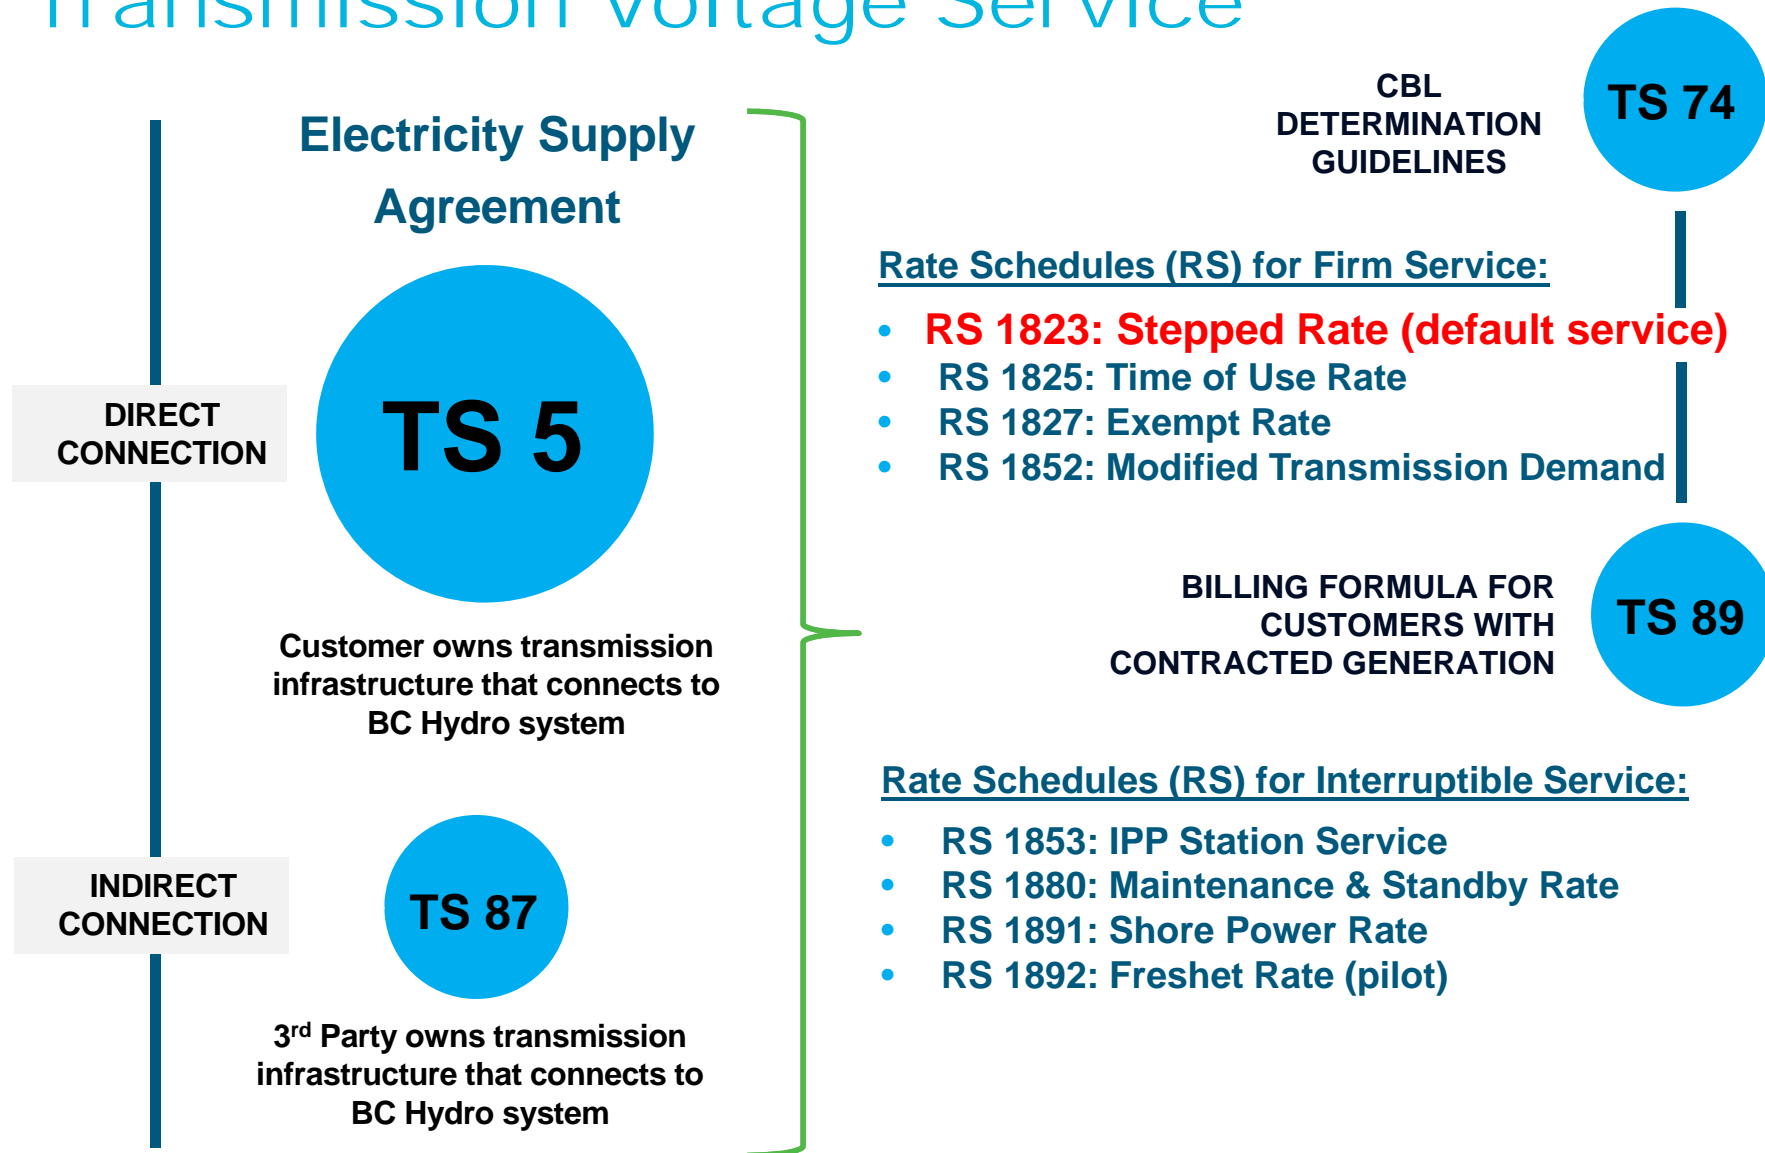 Transmission Voltage Service
Electricity Supply
Agreement
DIRECT
CONNECTION
TS 5
Customer owns transmission
infrastructure that connects to
BC Hydro system
INDIRECT
CONNECTION
TS 87
3rd Party owns transmission
infrastructure that connects to
BC Hydro system
CBL
DETERMINATION
GUIDELINES
TS 74
Rate Schedules (RS) for Firm Service:
• RS 1823: Stepped Rate (default service)
• RS 1825: Time of Use Rate
• RS 1827: Exempt Rate
• RS 1852: Modified Transmission Demand
BILLING FORMULA FOR
CUSTOMERS WITH
CONTRACTED GENERATION
TS 89
Rate Schedules (RS) for Interruptible Service:
• RS 1853: IPP Station Service
• RS 1880: Maintenance & Standby Rate
• RS 1891: Shore Power Rate
• RS 1892: Freshet Rate (pilot)